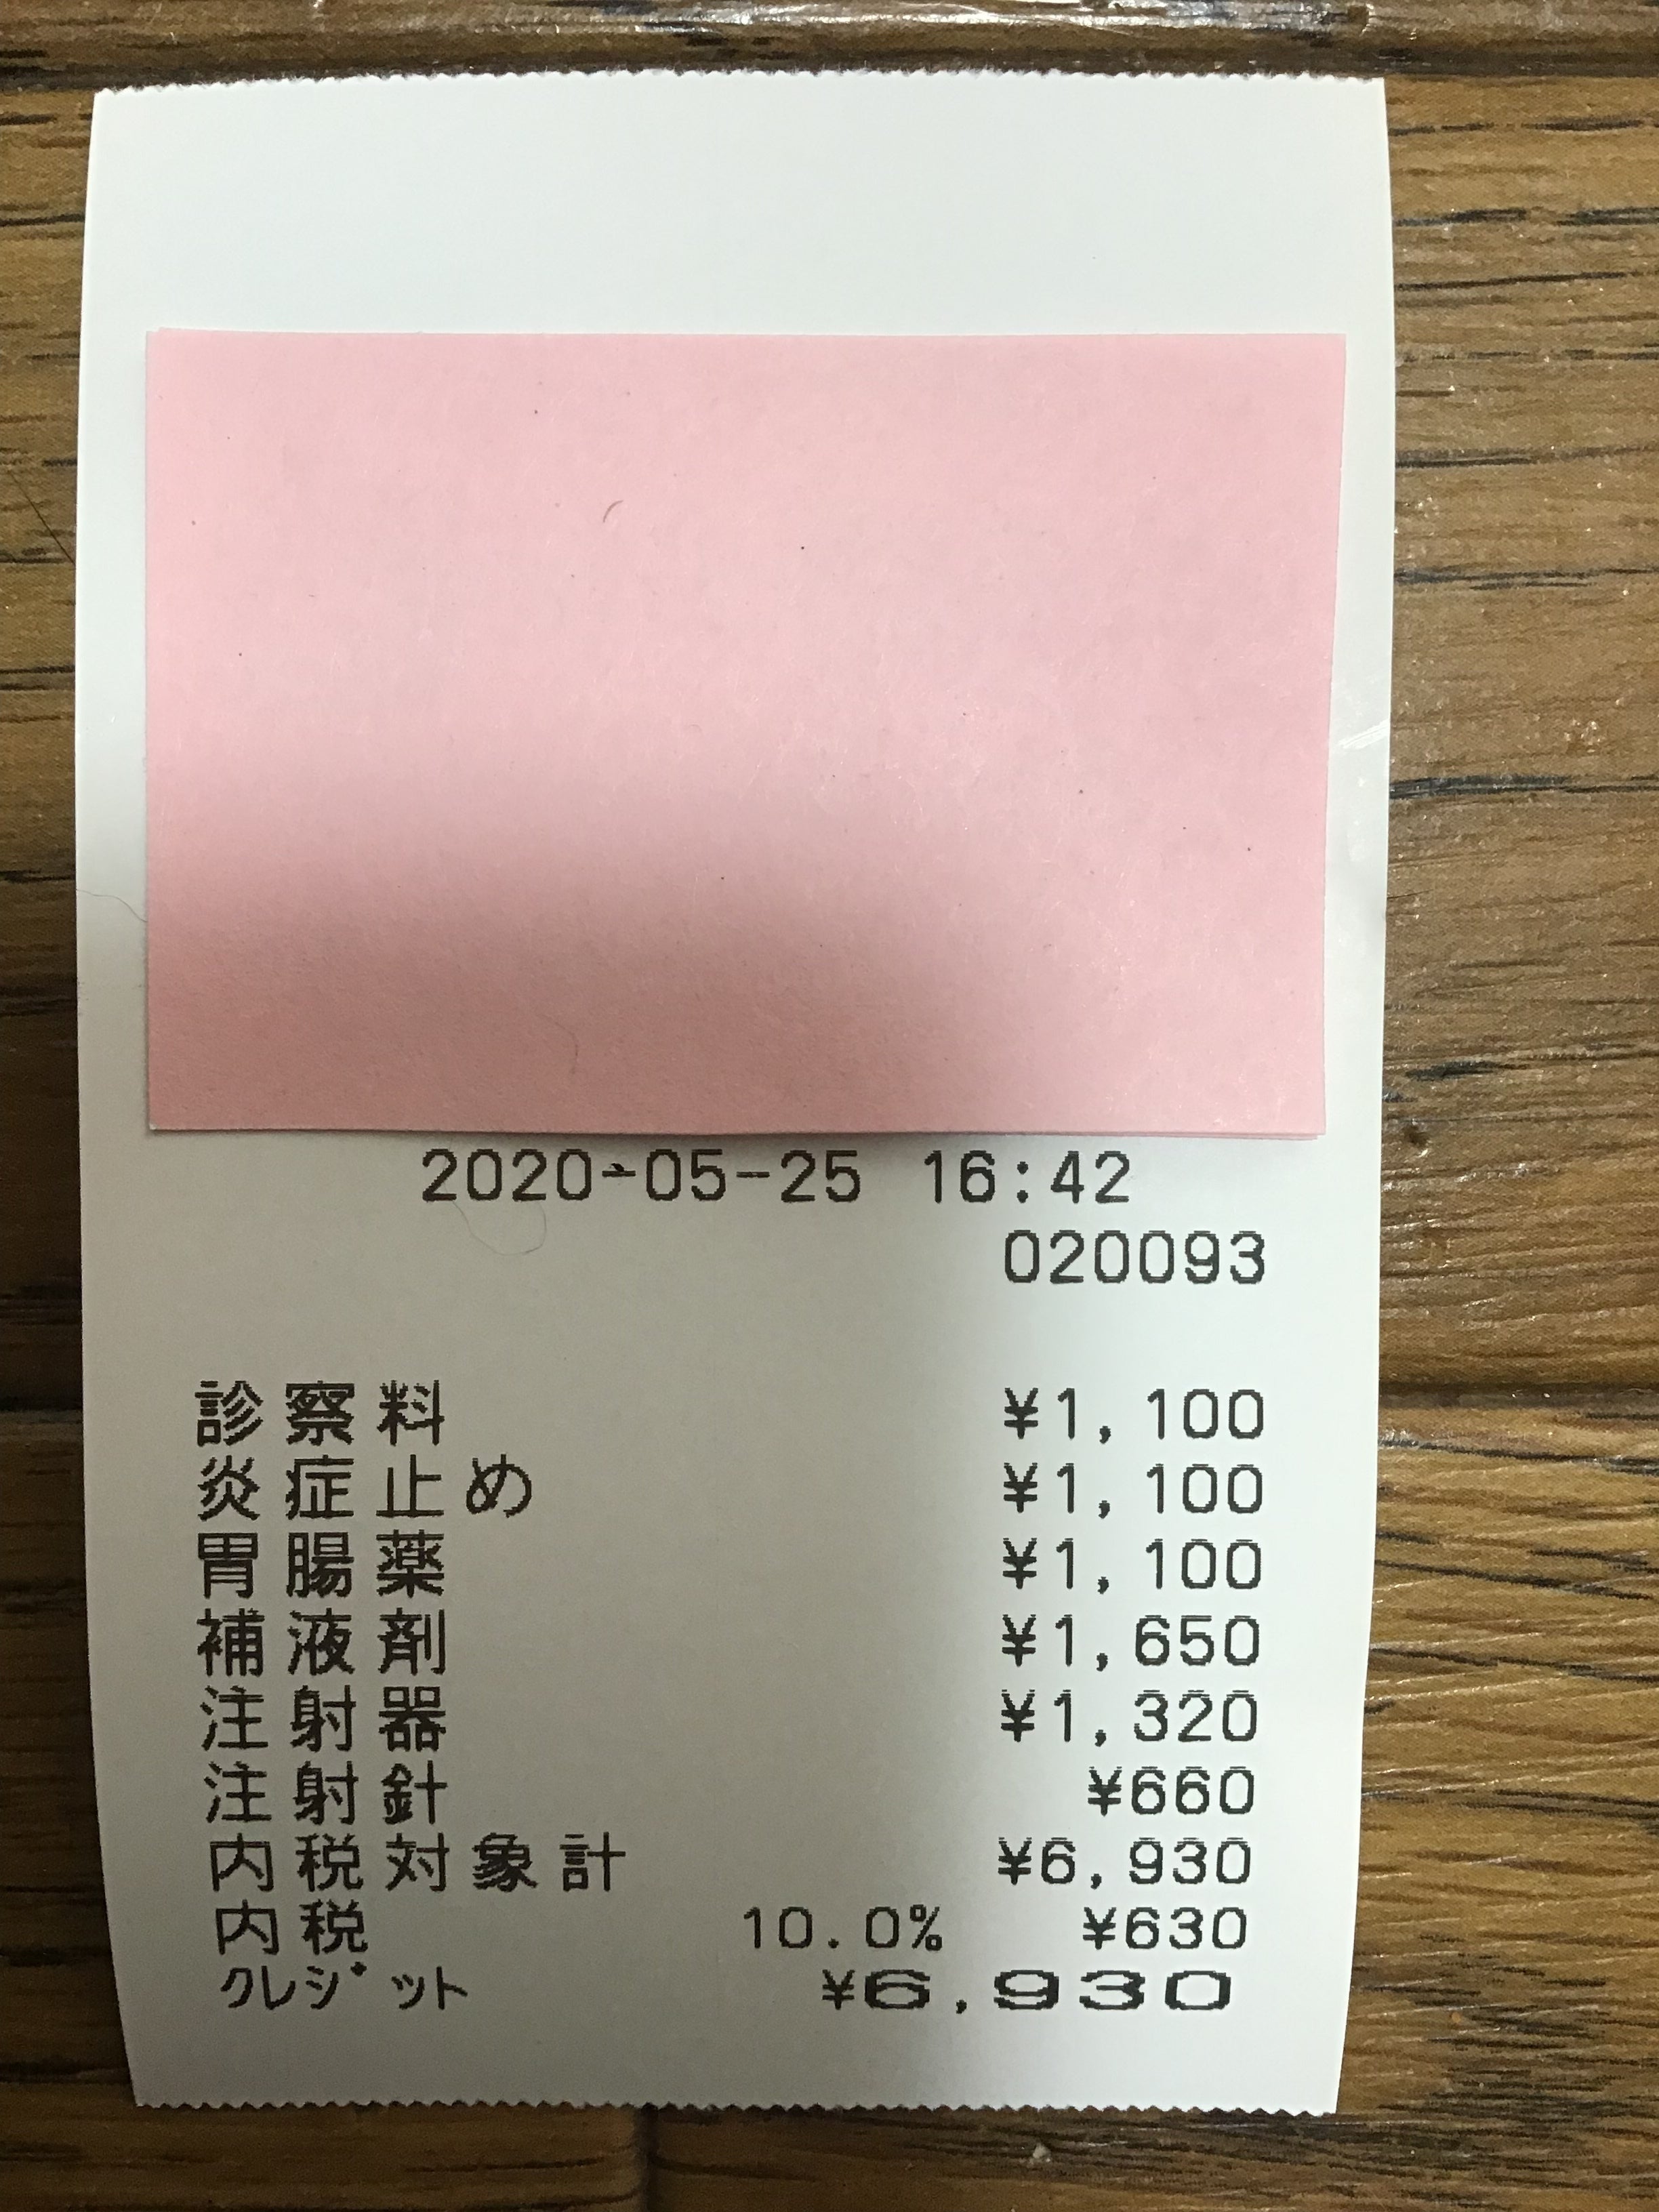 2020-05-25 16:42
020093
診察料 ¥1,100
炎症止め ¥1,100
胃腸薬 ¥1,100
補液剤 ¥1,650
注射器 ¥1,320
注射針 ¥660
内税対象計 ¥6,930
内税 10.0% ¥630
ｸﾚｼﾞｯﾄ ¥6,930